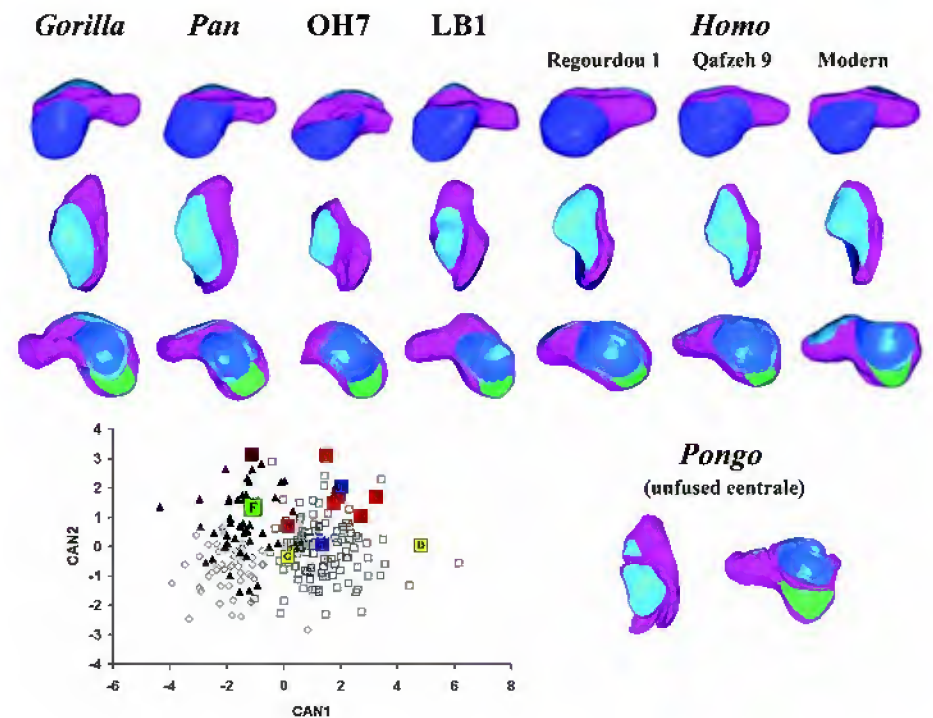 Gorilla Pan OH7 LB1 Homo
Regourdou 1 Qafzeh 9 Modern
4
3
2
1
0
-1
-2
-3
-4
CAN2
F
G
D
-6 -4 -2 0 2 4 6 8
CAN1
Pongo
(unfused centrale)